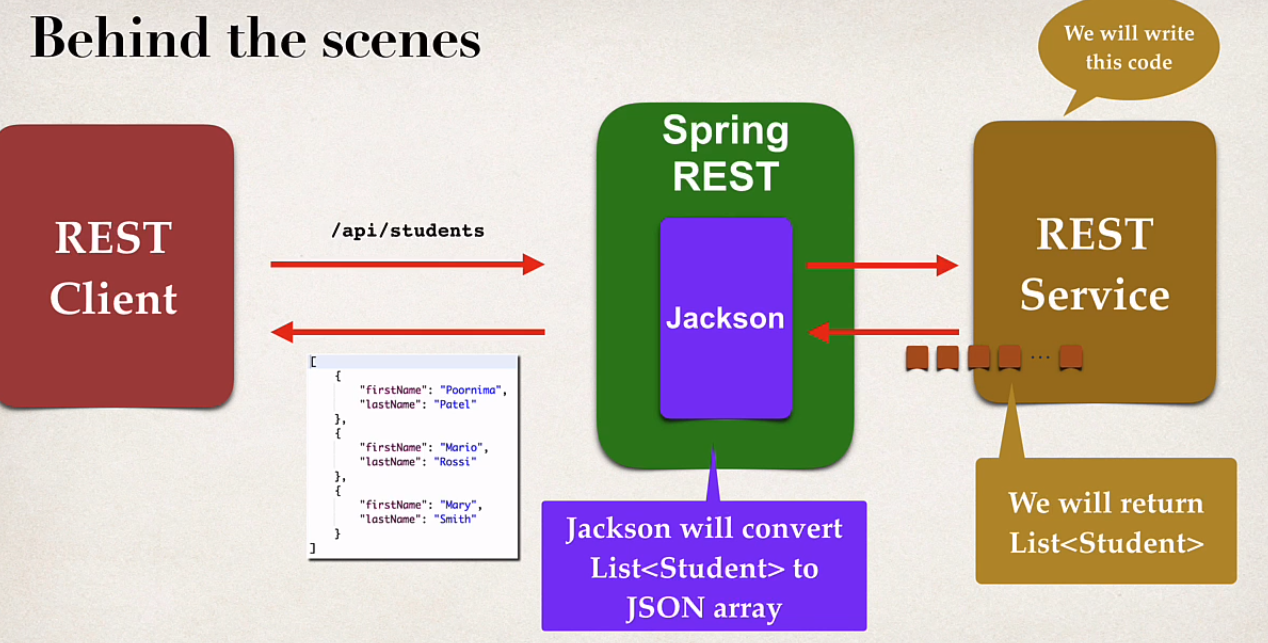 Behind the scenes
We will write
this code
REST
Client
/api/students
Spring
REST
Jackson
REST
Service
[
{
"firstName": "Poornima",
"lastName": "Patel"
},
{
"firstName": "Mario",
"lastName": "Rossi"
},
{
"firstName": "Mary",
"lastName": "Smith"
}
]
...
Jackson will convert
List<Student> to
JSON array
We will return
List<Student>